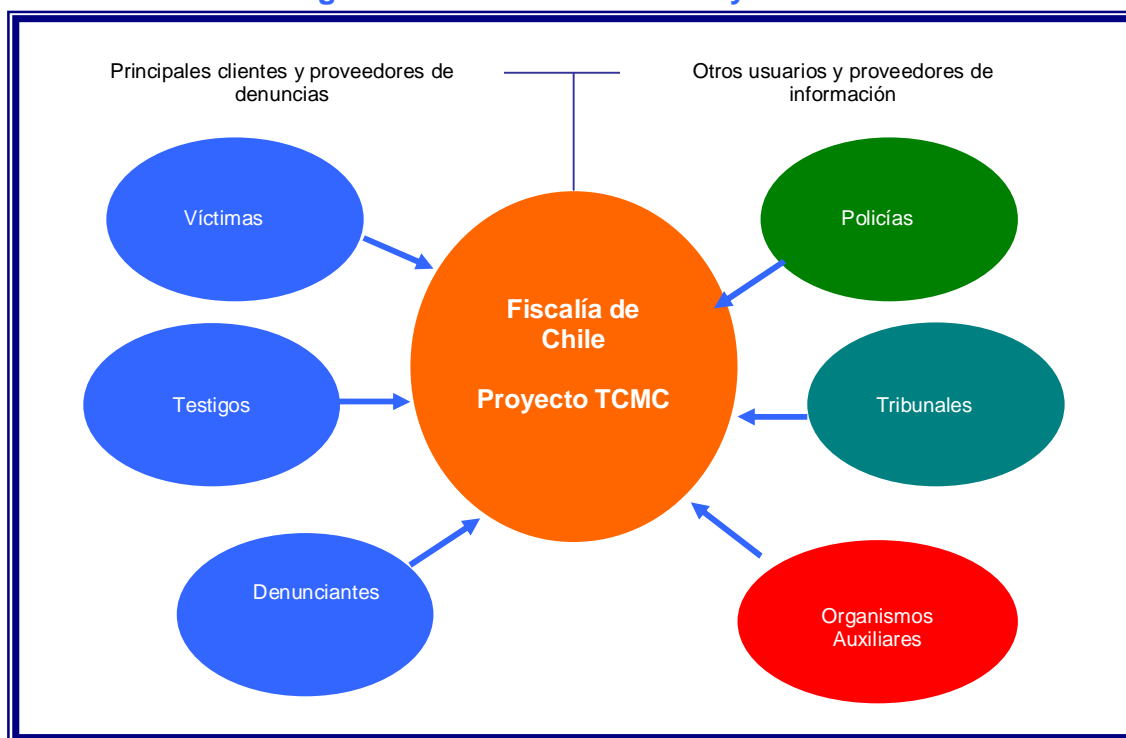 Principales clientes y proveedores de
denuncias
Otros usuarios y proveedores de
información
Víctimas
Policías
Fiscalía de
Chile
Proyecto TCMC
Testigos
Tribunales
Denunciantes
Organismos
Auxiliares